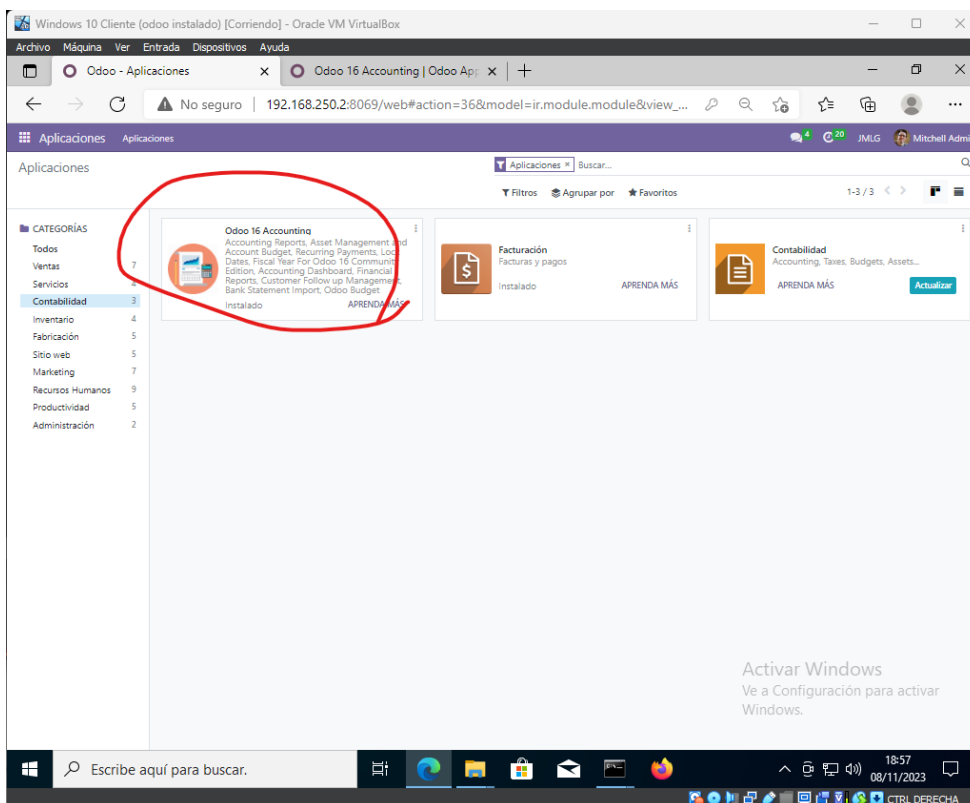 Windows 10 Cliente (odoo instalado) [Corriendo] - Oracle VM VirtualBox
Archivo Máquina Ver Entrada Dispositivos Ayuda
Odoo - Aplicaciones
Odoo 16 Accounting | Odoo App
No seguro | 192.168.250.2:8069/web#action=36&model=ir.module.module&view_...
Aplicaciones Aplicaciones 4 20 JMLG Mitchell Admi
Aplicaciones
Aplicaciones × Buscar...
Filtros Agrupar por Favoritos 1-3 / 3
CATEGORÍAS
Todos
Ventas 7
Servicios 4
Contabilidad 3
Inventario 4
Fabricación 5
Sitio web 5
Marketing 7
Recursos Humanos 9
Productividad 5
Administración 2
Odoo 16 Accounting
Accounting Reports, Asset Management and
Account Budget, Recurring Payments, Lock
Dates, Fiscal Year For Odoo 16 Community
Edition, Accounting Dashboard, Financial
Reports, Customer Follow up Management,
Bank Statement Import, Odoo Budget
Instalado APRENDA MÁS
Facturación
Facturas y pagos
Instalado APRENDA MÁS
Contabilidad
Accounting, Taxes, Budgets, Assets...
APRENDA MÁS Actualizar
Activar Windows
Ve a Configuración para activar
Windows.
Escribe aquí para buscar.
18:57
08/11/2023
CTRL DERECHA